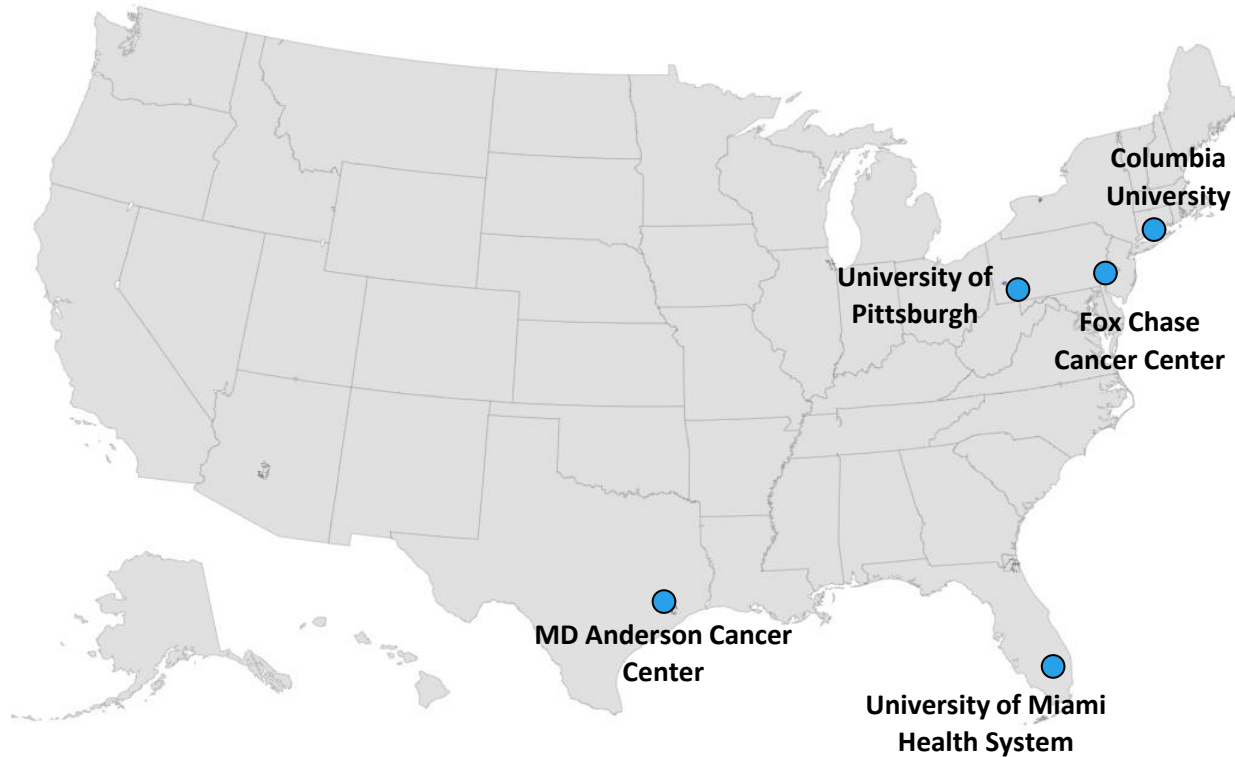 Columbia
University
University of
Pittsburgh
Fox Chase
Cancer Center
MD Anderson Cancer
Center
University of Miami
Health System